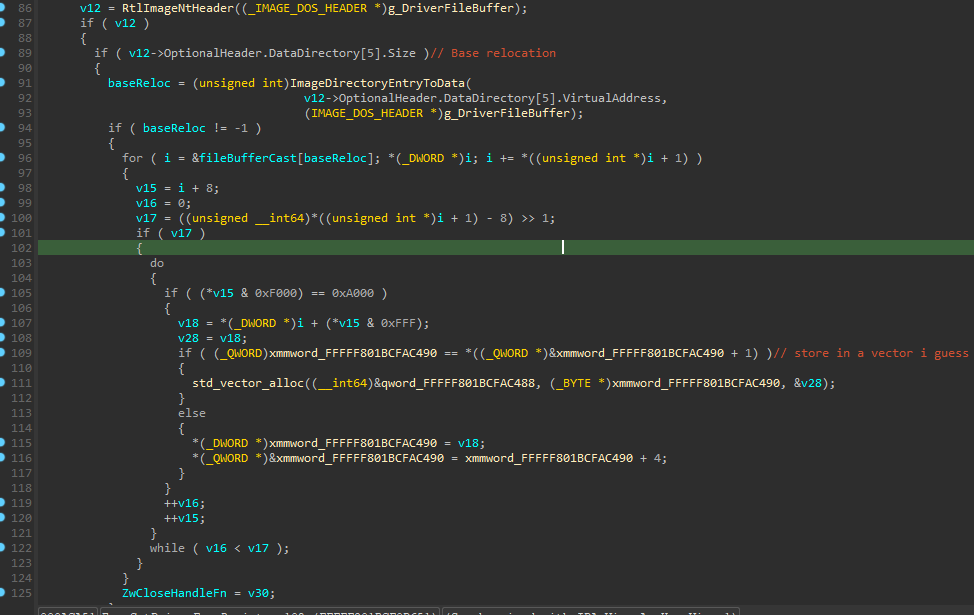 86 v12 = RtlImageNtHeader((_IMAGE_DOS_HEADER *)g_DriverFileBuffer);
87 if ( v12 )
88 {
89 if ( v12->OptionalHeader.DataDirectory[5].Size )// Base relocation
90 {
91 baseReloc = (unsigned int)ImageDirectoryEntryToData(
92 v12->OptionalHeader.DataDirectory[5].VirtualAddress,
93 (IMAGE_DOS_HEADER *)g_DriverFileBuffer);
94 if ( baseReloc != -1 )
95 {
96 for ( i = &fileBufferCast[baseReloc]; *(_DWORD *)i; i += *((unsigned int *)i + 1) )
97 {
98 v15 = i + 8;
99 v16 = 0;
100 v17 = ((unsigned __int64)*((unsigned int *)i + 1) - 8) >> 1;
101 if ( v17 )
102 {
103 do
104 {
105 if ( (*v15 & 0xF000) == 0xA000 )
106 {
107 v18 = *(_DWORD *)i + (*v15 & 0xFFF);
108 v28 = v18;
109 if ( (_QWORD)xmmword_FFFFF801BCFAC490 == *((_QWORD *)&xmmword_FFFFF801BCFAC490 + 1) )// store in a vector i guess
110 {
111 std_vector_alloc((__int64)&qword_FFFFF801BCFAC488, (_BYTE *)xmmword_FFFFF801BCFAC490, &v28);
112 }
113 else
114 {
115 *(_DWORD *)xmmword_FFFFF801BCFAC490 = v18;
116 *(_QWORD *)&xmmword_FFFFF801BCFAC490 = xmmword_FFFFF801BCFAC490 + 4;
117 }
118 }
119 ++v16;
120 ++v15;
121 }
122 while ( v16 < v17 );
123 }
124 }
125 ZwCloseHandleFn = v30;